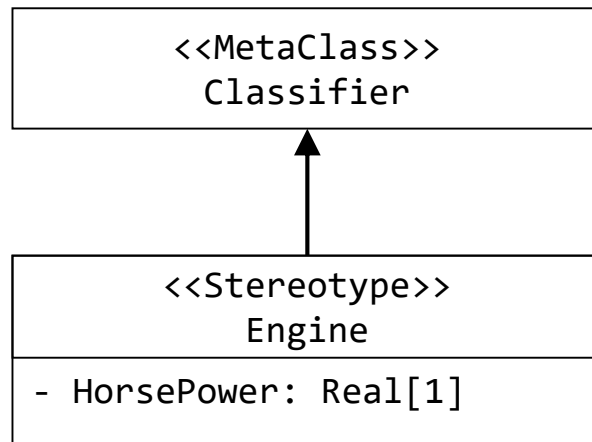 <<MetaClass>>
Classifier
<<Stereotype>>
Engine
- HorsePower: Real[1]